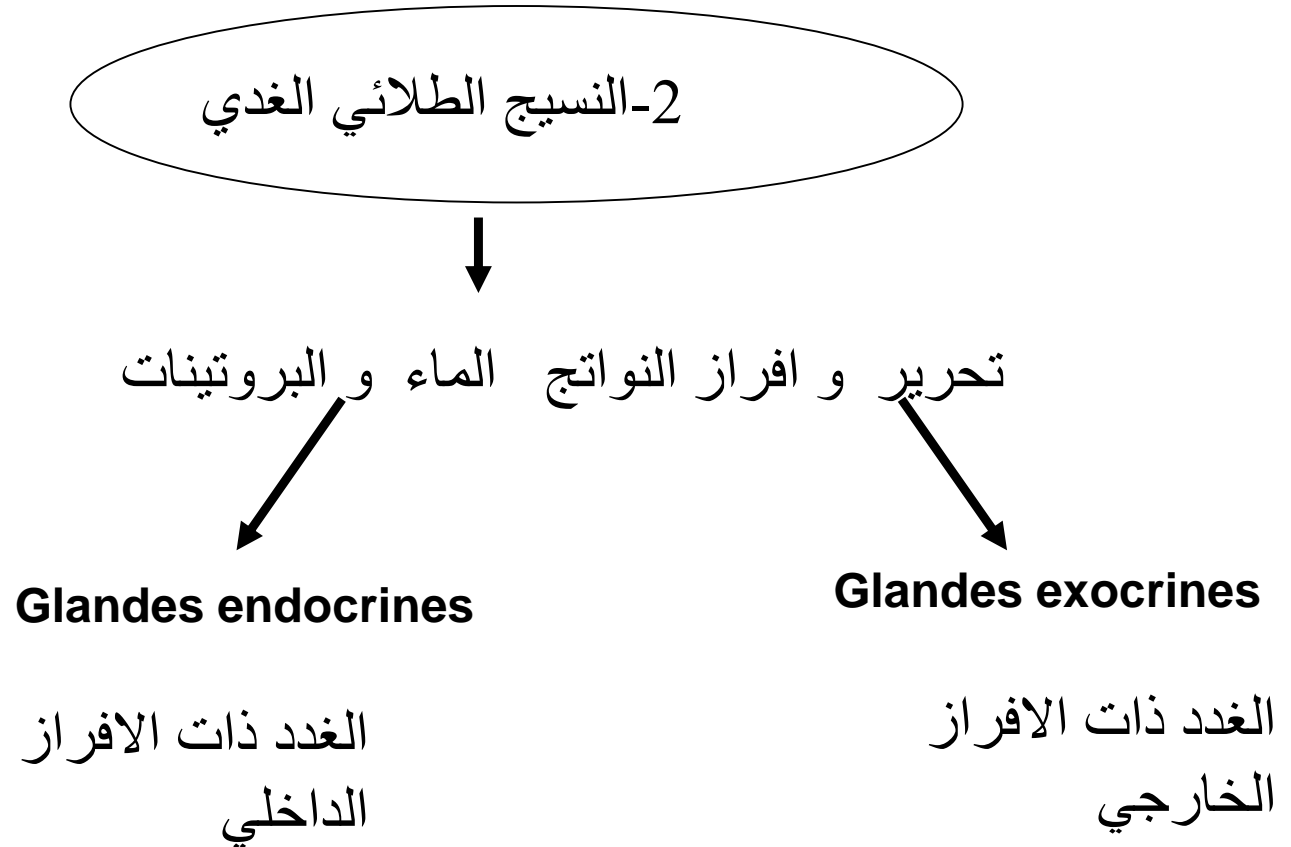 2-النسيج الطلائي الغدي
تحرير و افراز النواتج الماء و البروتينات
Glandes exocrines
الغدد ذات الافراز
الخارجي
Glandes endocrines
الغدد ذات الافراز
الداخلي